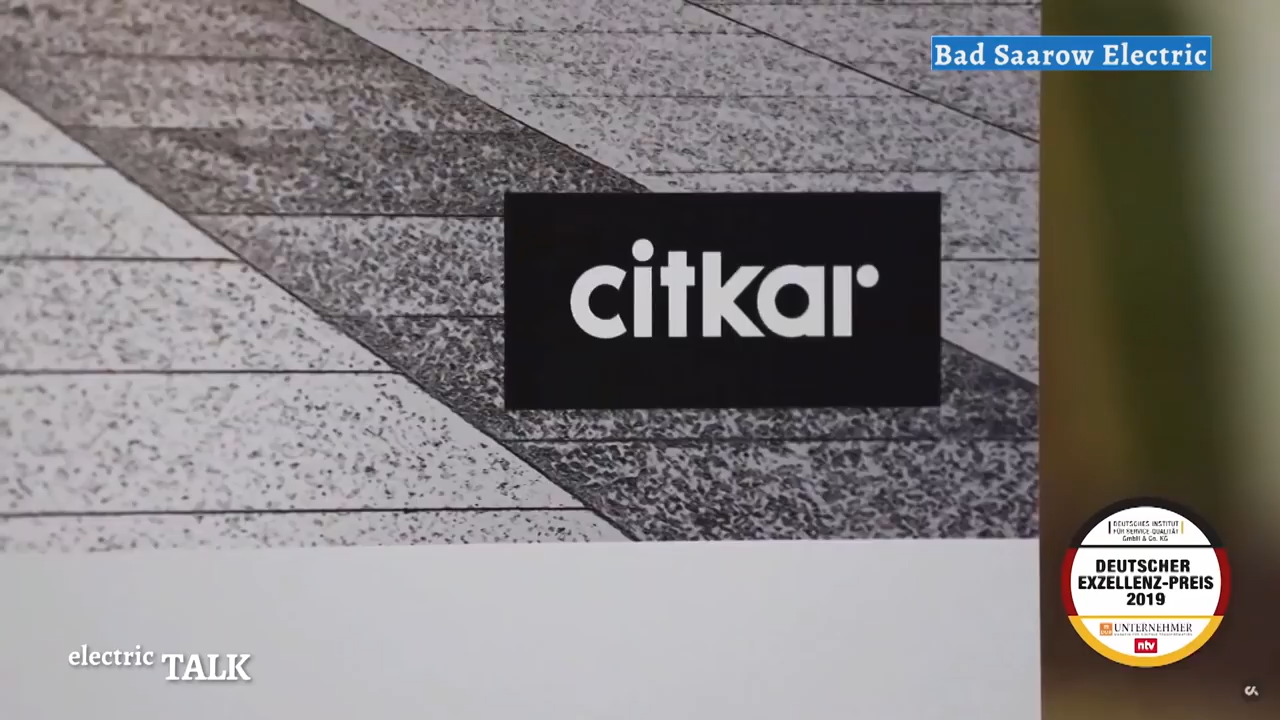 Bad Saarow Electric
citkar
DEUTSCHES INSTITUT
FÜR SERVICE-QUALITÄT
GmbH & Co. KG
DEUTSCHER
EXZELLENZ-PREIS
2019
UNTERNEHMER
ntv
electric TALK